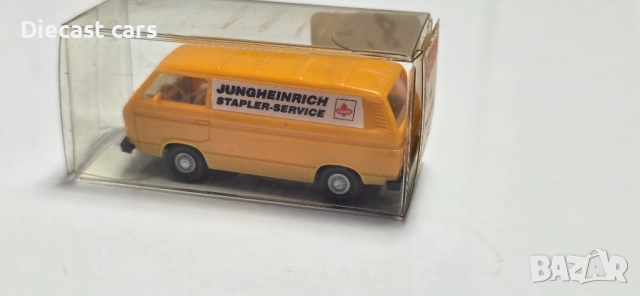 Diecast cars
JUNGHEINRICH
STAPLER-SERVICE
BAZAR